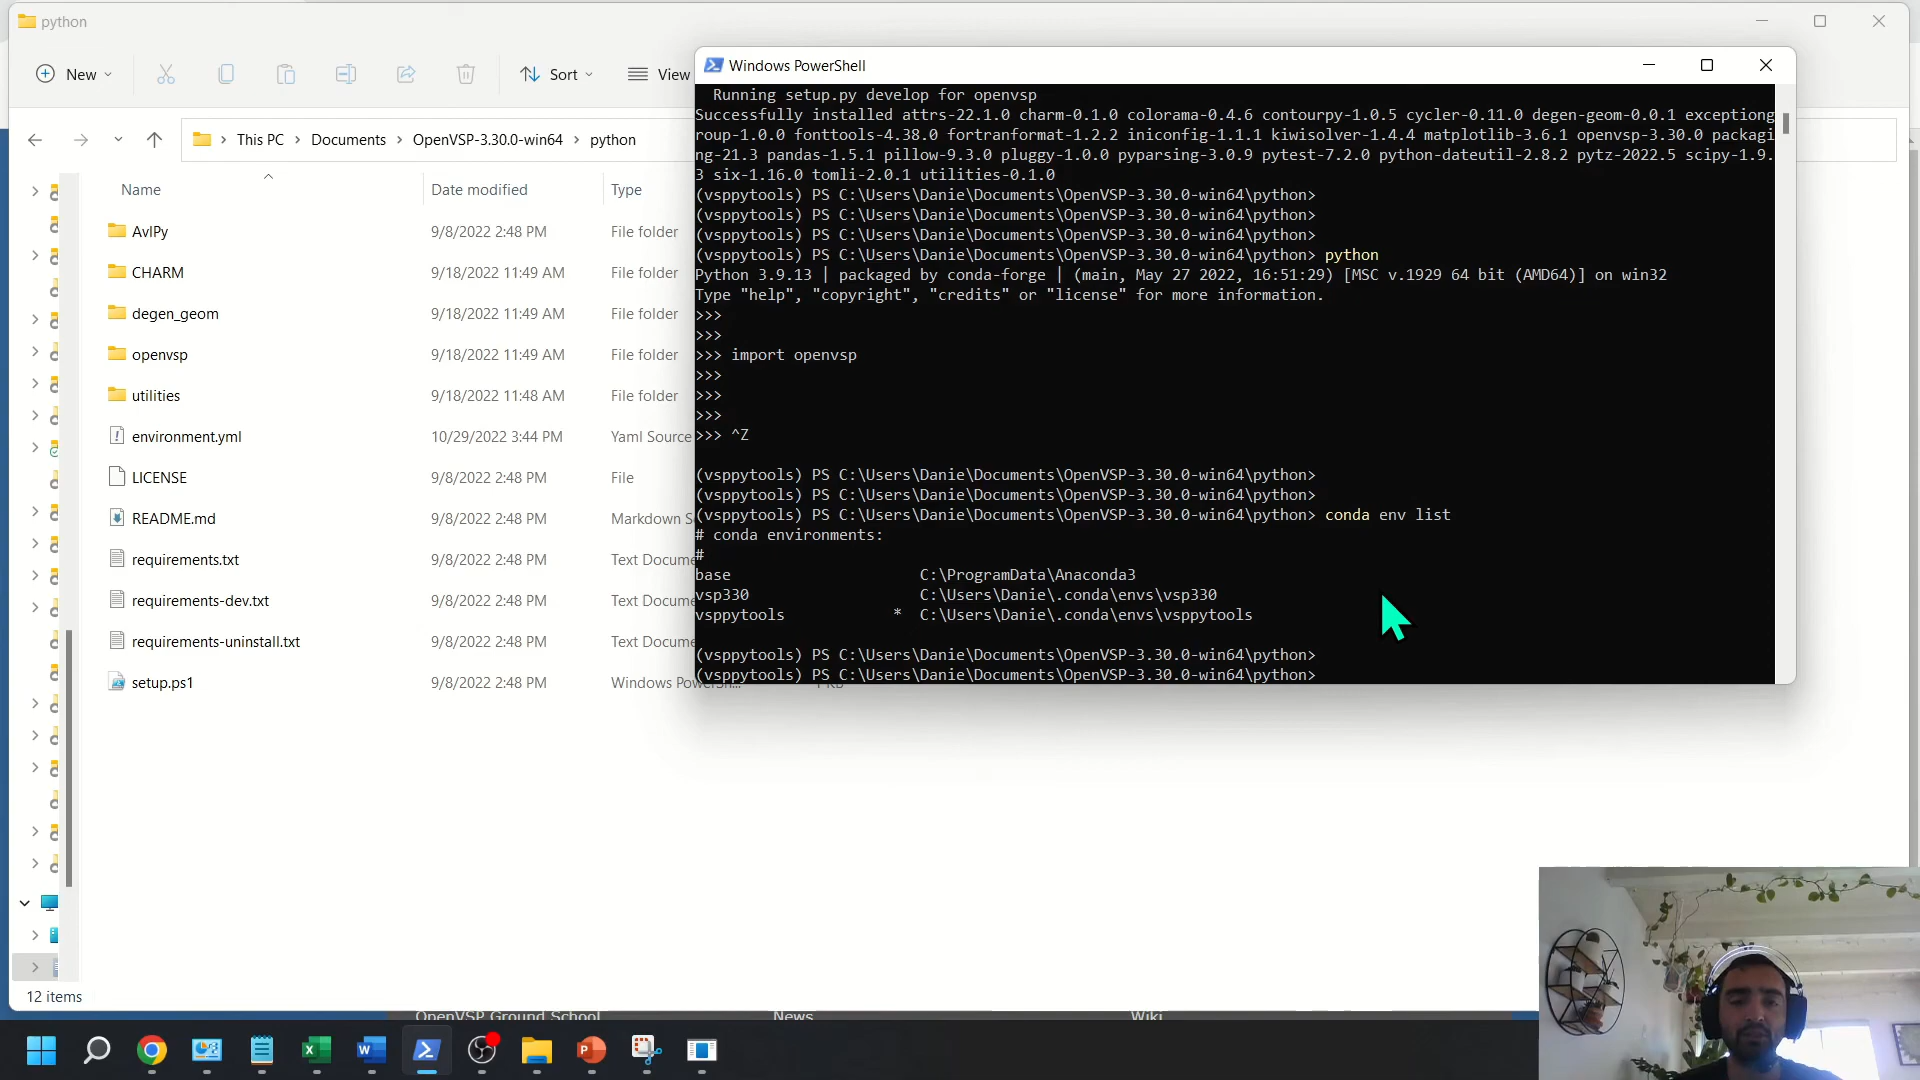 python
New
Sort
View
This PC
Documents
OpenVSP-3.30.0-win64
python
Name
Date modified
Type
AvlPy
9/8/2022 2:48 PM
File folder
CHARM
9/18/2022 11:49 AM
File folder
degen_geom
9/18/2022 11:49 AM
File folder
openvsp
9/18/2022 11:49 AM
File folder
utilities
9/18/2022 11:48 AM
File folder
environment.yml
10/29/2022 3:44 PM
Yaml Source
LICENSE
9/8/2022 2:48 PM
File
README.md
9/8/2022 2:48 PM
Markdown S
requirements.txt
9/8/2022 2:48 PM
Text Docume
requirements-dev.txt
9/8/2022 2:48 PM
Text Docume
requirements-uninstall.txt
9/8/2022 2:48 PM
Text Docume
setup.ps1
9/8/2022 2:48 PM
12 items
Windows PowerShell
Running setup.py develop for openvsp
Successfully installed attrs-22.1.0 charm-0.1.0 colorama-0.4.6 contourpy-1.0.5 cycler-0.11.0 degen-geom-0.0.1 exceptiong
roup-1.0.0 fonttools-4.38.0 fortranformat-1.2.2 iniconfig-1.1.1 kiwisolver-1.4.4 matplotlib-3.6.1 openvsp-3.30.0 packagi
ng-21.3 pandas-1.5.1 pillow-9.3.0 pluggy-1.0.0 pyparsing-3.0.9 pytest-7.2.0 python-dateutil-2.8.2 pytz-2022.5 scipy-1.9.
3 six-1.16.0 tomli-2.0.1 utilities-0.1.0
(vsppytools) PS C:\Users\Danie\Documents\OpenVSP-3.30.0-win64\python>
(vsppytools) PS C:\Users\Danie\Documents\OpenVSP-3.30.0-win64\python>
(vsppytools) PS C:\Users\Danie\Documents\OpenVSP-3.30.0-win64\python>
(vsppytools) PS C:\Users\Danie\Documents\OpenVSP-3.30.0-win64\python> python
Python 3.9.13 | packaged by conda-forge | (main, May 27 2022, 16:51:29) [MSC v.1929 64 bit (AMD64)] on win32
Type "help", "copyright", "credits" or "license" for more information.
>>>
>>>
>>> import openvsp
>>>
>>>
>>>
>>> ^Z
(vsppytools) PS C:\Users\Danie\Documents\OpenVSP-3.30.0-win64\python>
(vsppytools) PS C:\Users\Danie\Documents\OpenVSP-3.30.0-win64\python>
(vsppytools) PS C:\Users\Danie\Documents\OpenVSP-3.30.0-win64\python> conda env list
# conda environments:
#
base C:\ProgramData\Anaconda3
vsp330 C:\Users\Danie\.conda\envs\vsp330
vsppytools * C:\Users\Danie\.conda\envs\vsppytools
(vsppytools) PS C:\Users\Danie\Documents\OpenVSP-3.30.0-win64\python>
(vsppytools) PS C:\Users\Danie\Documents\OpenVSP-3.30.0-win64\python>
OpenVSP Ground School
News
Wiki